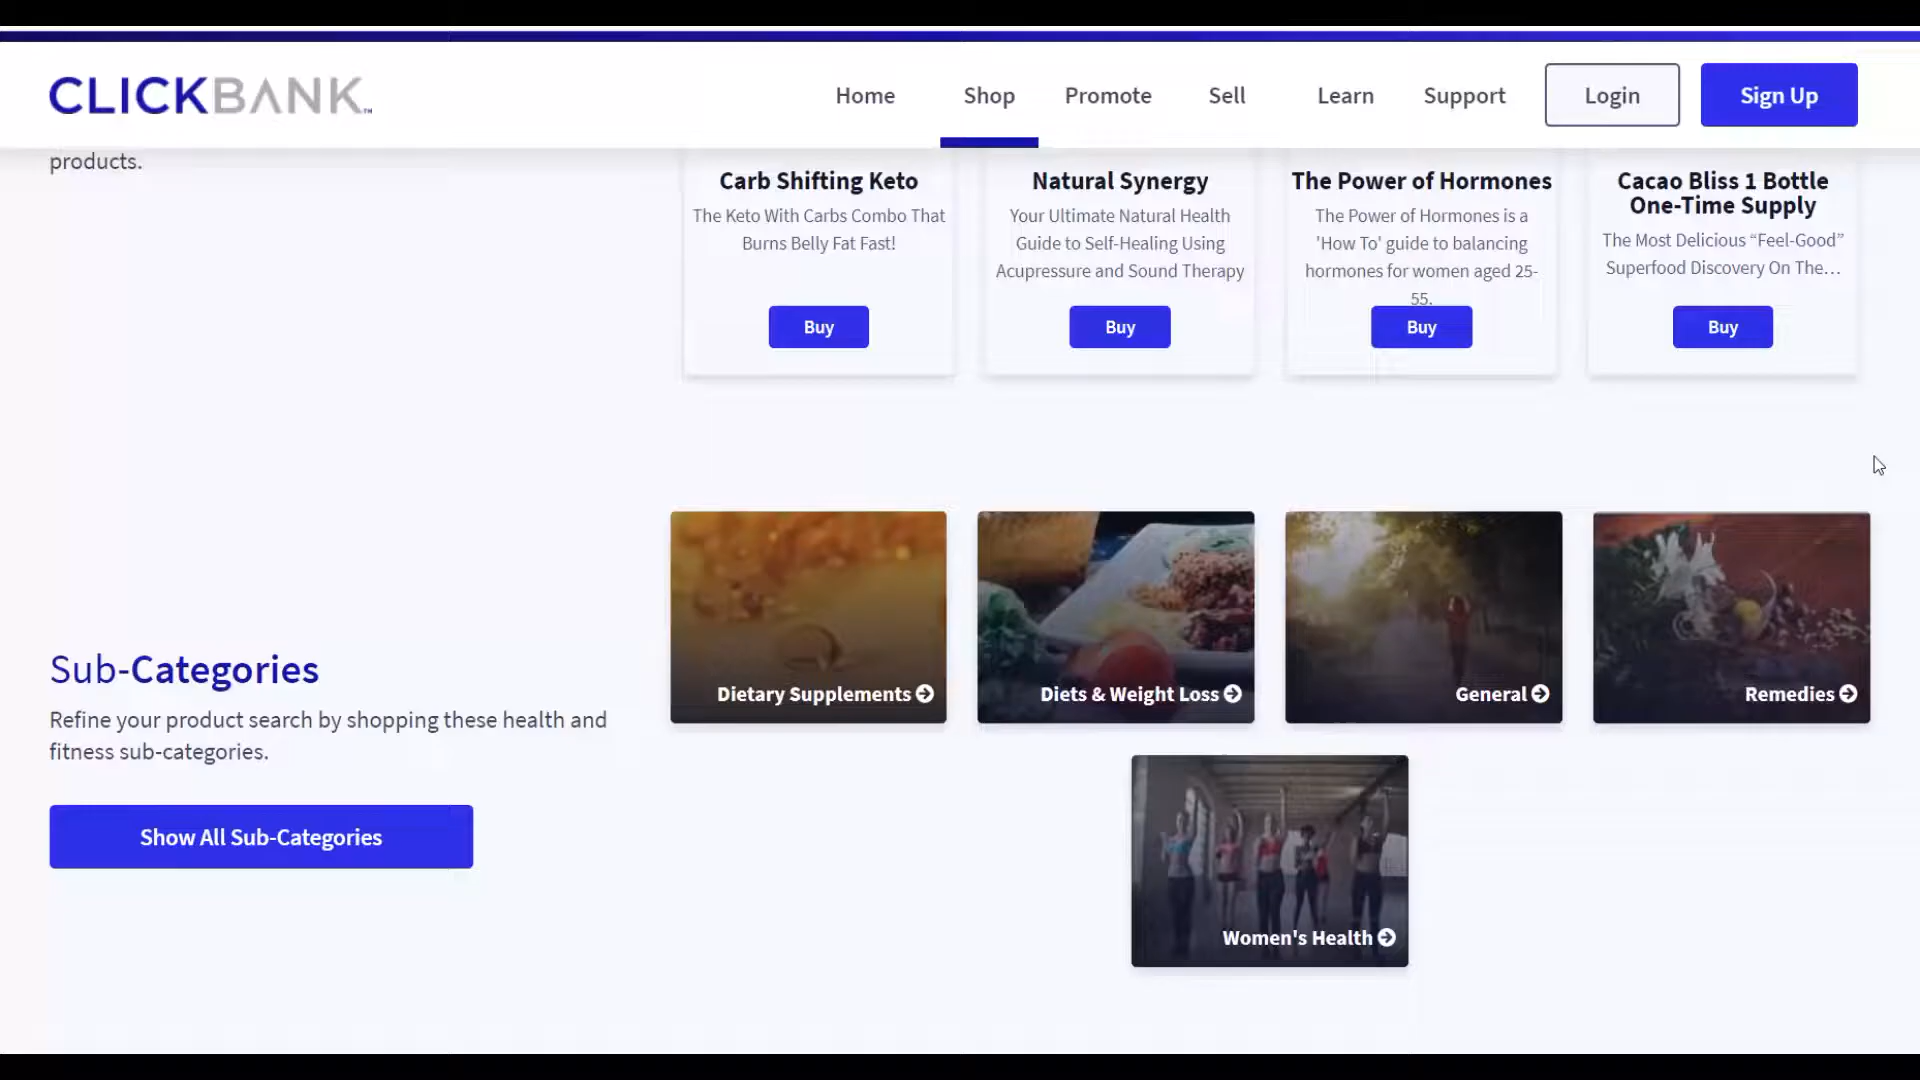 CLICKBANK™
Home
Shop
Promote
Sell
Learn
Support
Login
Sign Up
products.
Carb Shifting Keto
The Keto With Carbs Combo That
Burns Belly Fat Fast!
Buy
Natural Synergy
Your Ultimate Natural Health
Guide to Self-Healing Using
Acupressure and Sound Therapy
Buy
The Power of Hormones
The Power of Hormones is a
'How To' guide to balancing
hormones for women aged 25-
55.
Buy
Cacao Bliss 1 Bottle
One-Time Supply
The Most Delicious “Feel-Good”
Superfood Discovery On The…
Buy
Sub-Categories
Refine your product search by shopping these health and
fitness sub-categories.
Show All Sub-Categories
Dietary Supplements
Diets & Weight Loss
General
Remedies
Women's Health